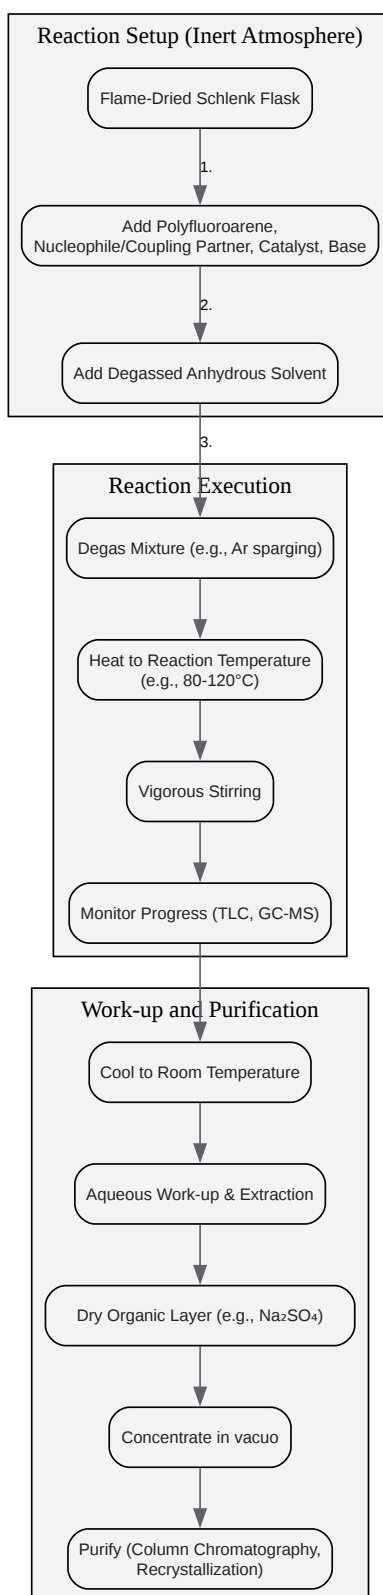 Reaction Setup (Inert Atmosphere)
Flame-Dried Schlenk Flask
1.
Add Polyfluoroarene,
Nucleophile/Coupling Partner, Catalyst, Base
2.
Add Degassed Anhydrous Solvent
3.
Reaction Execution
Degas Mixture (e.g., Ar sparging)
Heat to Reaction Temperature
(e.g., 80-120°C)
Vigorous Stirring
Monitor Progress (TLC, GC-MS)
Work-up and Purification
Cool to Room Temperature
Aqueous Work-up & Extraction
Dry Organic Layer (e.g., Na₂SO₄)
Concentrate in vacuo
Purify (Column Chromatography,
Recrystallization)